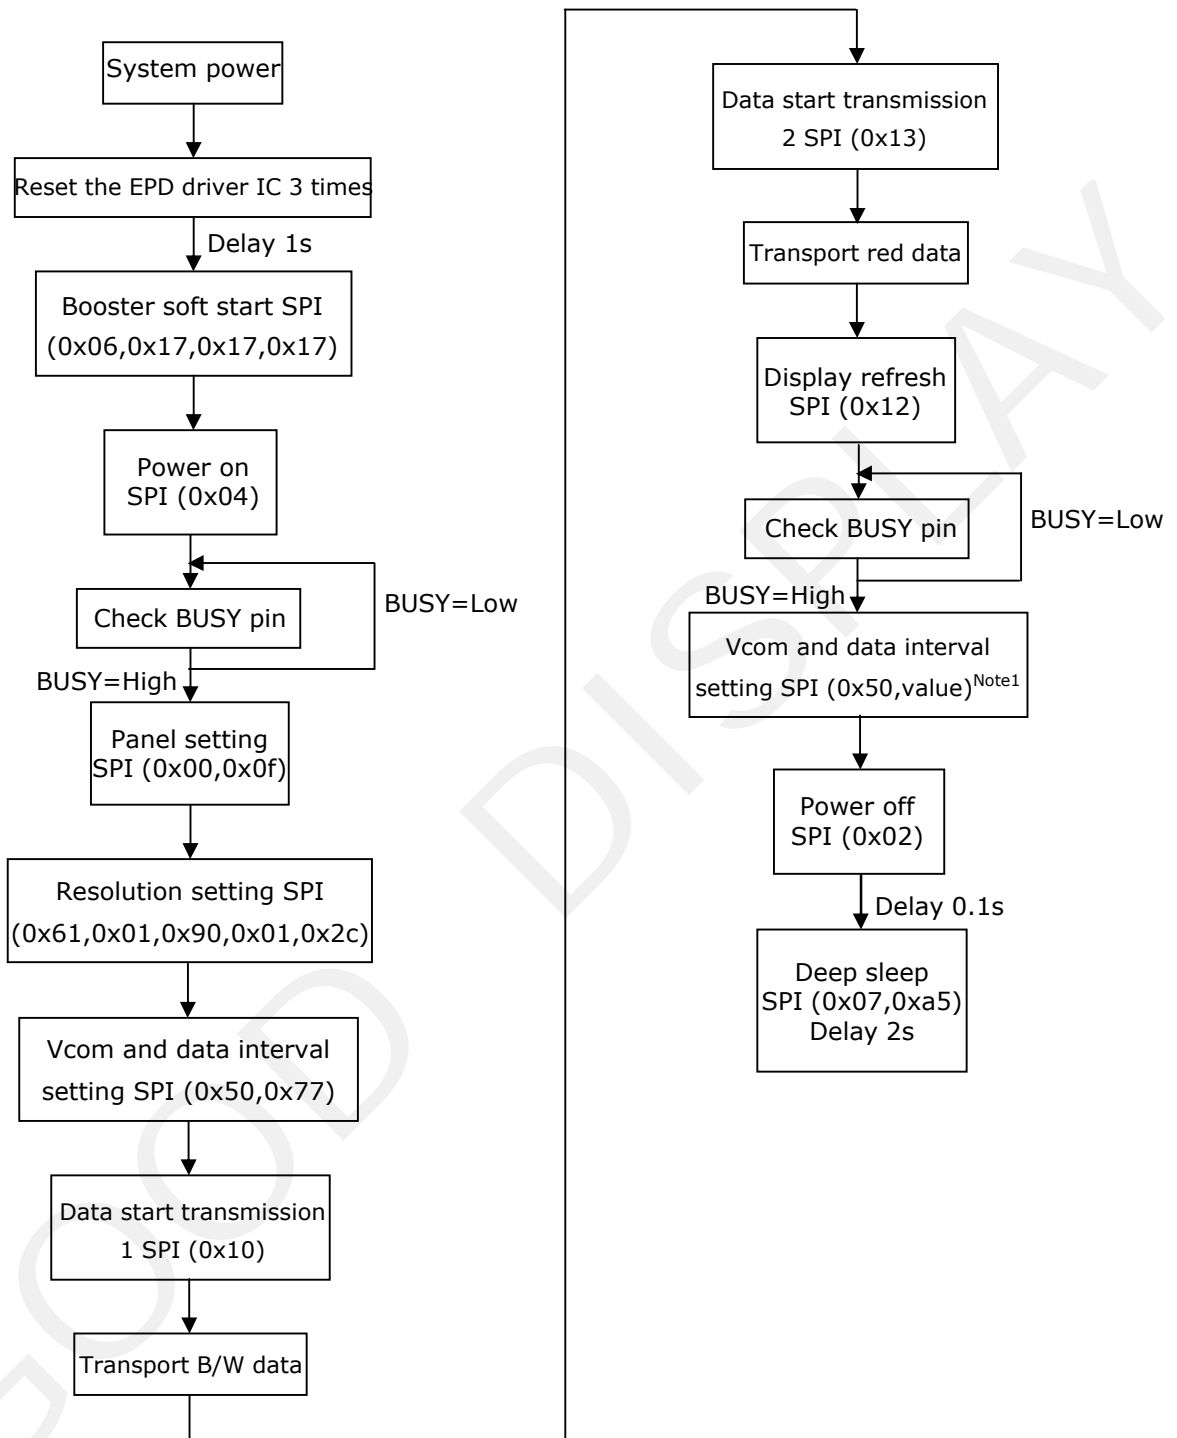 System power
Reset the EPD driver IC 3 times
Delay 1s
Booster soft start SPI
(0x06,0x17,0x17,0x17)
Power on
SPI (0x04)
Check BUSY pin
BUSY=Low
BUSY=High
Panel setting
SPI (0x00,0x0f)
Resolution setting SPI
(0x61,0x01,0x90,0x01,0x2c)
Vcom and data interval
setting SPI (0x50,0x77)
Data start transmission
1 SPI (0x10)
Transport B/W data
Data start transmission
2 SPI (0x13)
Transport red data
Display refresh
SPI (0x12)
Check BUSY pin
BUSY=Low
BUSY=High
Vcom and data interval
setting SPI (0x50,value)Note1
Power off
SPI (0x02)
Delay 0.1s
Deep sleep
SPI (0x07,0xa5)
Delay 2s
GOOD DISPLAY